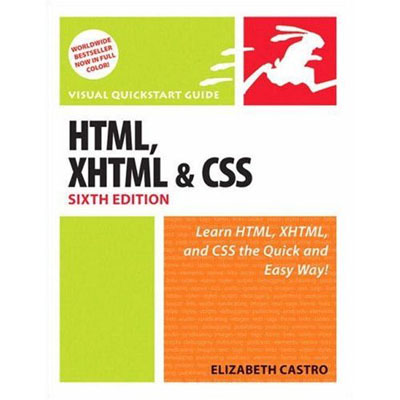 WORLDWIDE
BESTSELLER
NOW IN FULL
COLOR!
VISUAL QUICKSTART GUIDE
HTML,
XHTML & CSS
SIXTH EDITION
Learn HTML, XHTML,
and CSS the Quick and
Easy Way!
ELIZABETH CASTRO